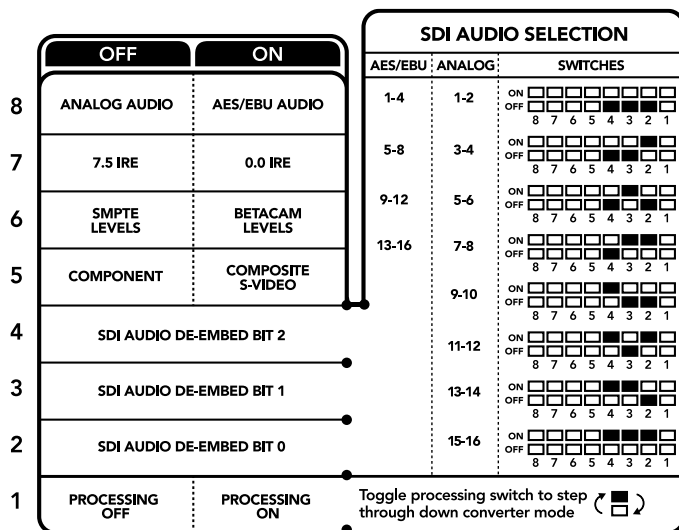 OFF ON
8 ANALOG AUDIO AES/EBU AUDIO
7 7.5 IRE 0.0 IRE
6 SMPTE LEVELS BETACAM LEVELS
5 COMPONENT COMPOSITE S-VIDEO
4 SDI AUDIO DE-EMBED BIT 2
3 SDI AUDIO DE-EMBED BIT 1
2 SDI AUDIO DE-EMBED BIT 0
1 PROCESSING OFF PROCESSING ON
SDI AUDIO SELECTION
AES/EBU ANALOG SWITCHES
1-4 1-2 ON
OFF
8 7 6 5 4 3 2 1
5-8 3-4 ON
OFF
8 7 6 5 4 3 2 1
9-12 5-6 ON
OFF
8 7 6 5 4 3 2 1
13-16 7-8 ON
OFF
8 7 6 5 4 3 2 1
9-10 ON
OFF
8 7 6 5 4 3 2 1
11-12 ON
OFF
8 7 6 5 4 3 2 1
13-14 ON
OFF
8 7 6 5 4 3 2 1
15-16 ON
OFF
8 7 6 5 4 3 2 1
Toggle processing switch to step
through down converter mode